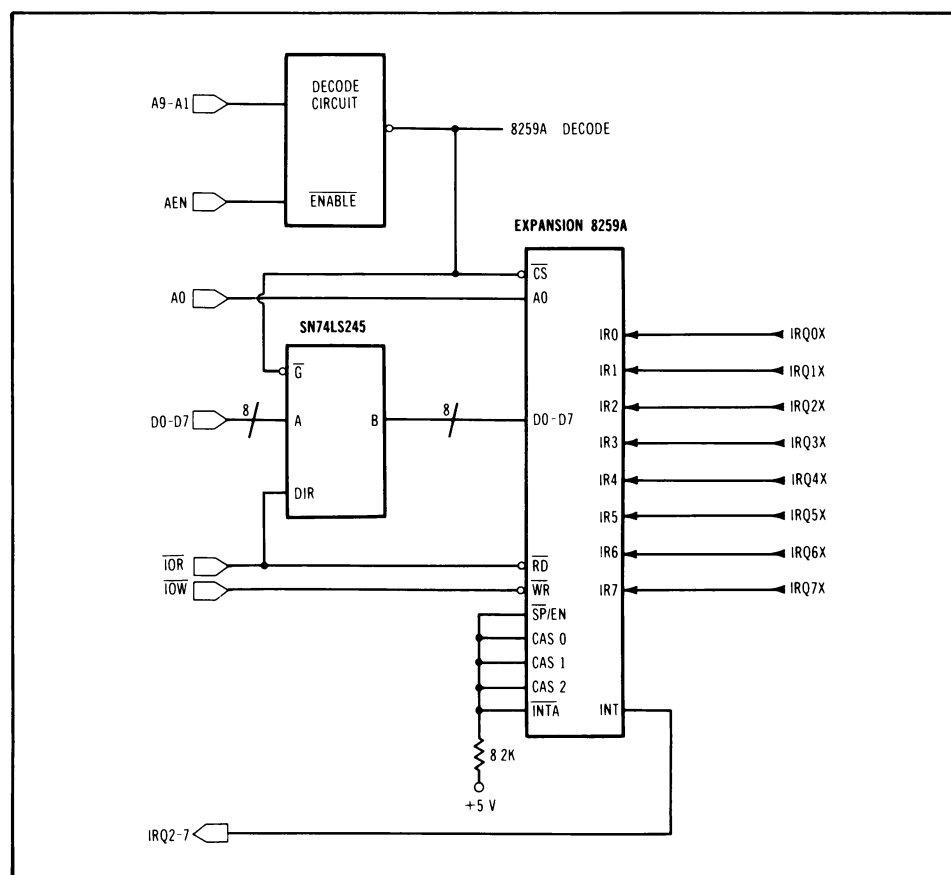 DECODE
CIRCUIT
A9-A1
8259A DECODE
AEN
ENABLE
EXPANSION 8259A
CS
A0
A0
SN74LS245
IR0
IRQ0X
G
IR1
IRQ1X
IR2
IRQ2X
D0-D7
8
A
B
8
D0-D7
IR3
IRQ3X
IR4
IRQ4X
DIR
IR5
IRQ5X
IR6
IRQ6X
IOR
RD
IR7
IRQ7X
IOW
WR
SP/EN
CAS 0
CAS 1
CAS 2
INTA
INT
8 2K
+5 V
IRQ2-7